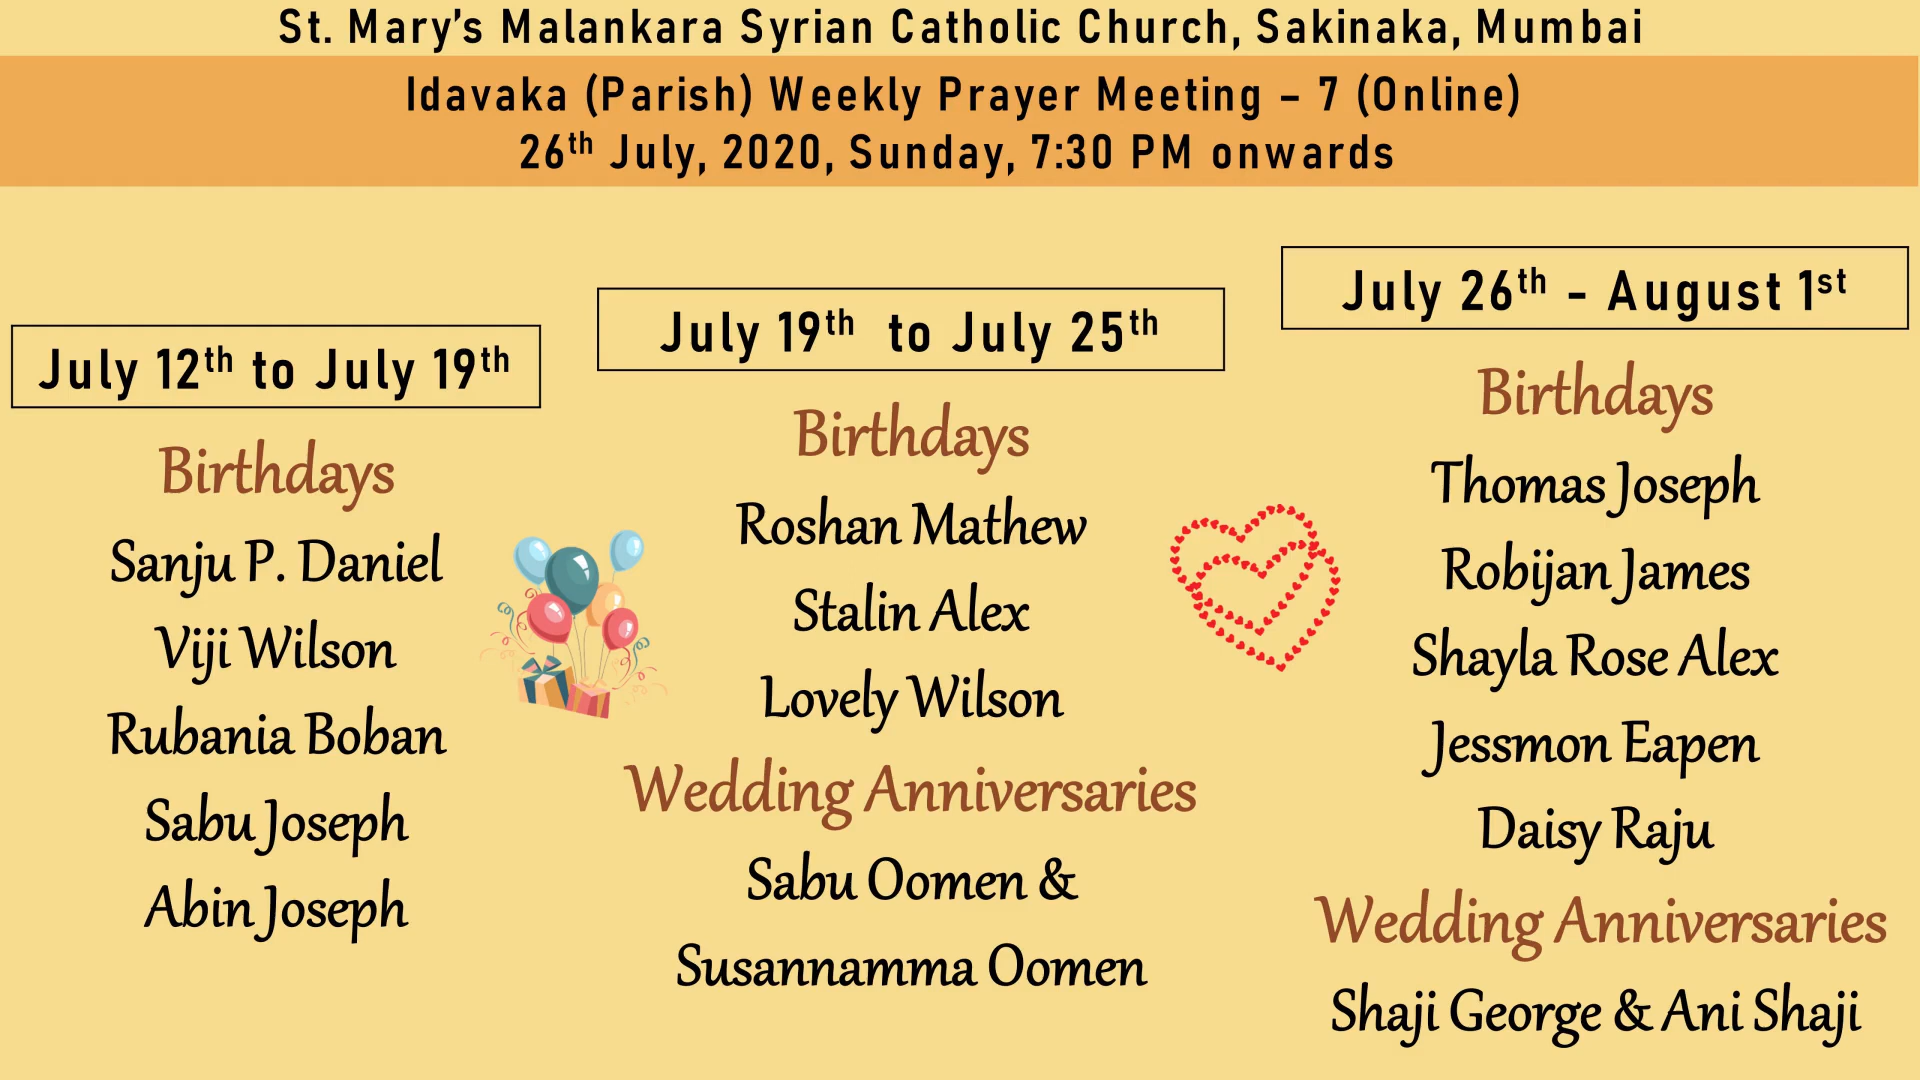 St. Mary's Malankara Syrian Catholic Church, Sakinaka, Mumbai
Idavaka (Parish) Weekly Prayer Meeting – 7 (Online)
26th July, 2020, Sunday, 7:30 PM onwards
July 12th to July 19th
Birthdays
Sanju P. Daniel
Viji Wilson
Rubania Boban
Sabu Joseph
Abin Joseph
July 19th to July 25th
Birthdays
Roshan Mathew
Stalin Alex
Lovely Wilson
Wedding Anniversaries
Sabu Oomen &
Susannamma Oomen
July 26th - August 1st
Birthdays
Thomas Joseph
Robijan James
Shayla Rose Alex
Jessmon Eapen
Daisy Raju
Wedding Anniversaries
Shaji George & Ani Shaji